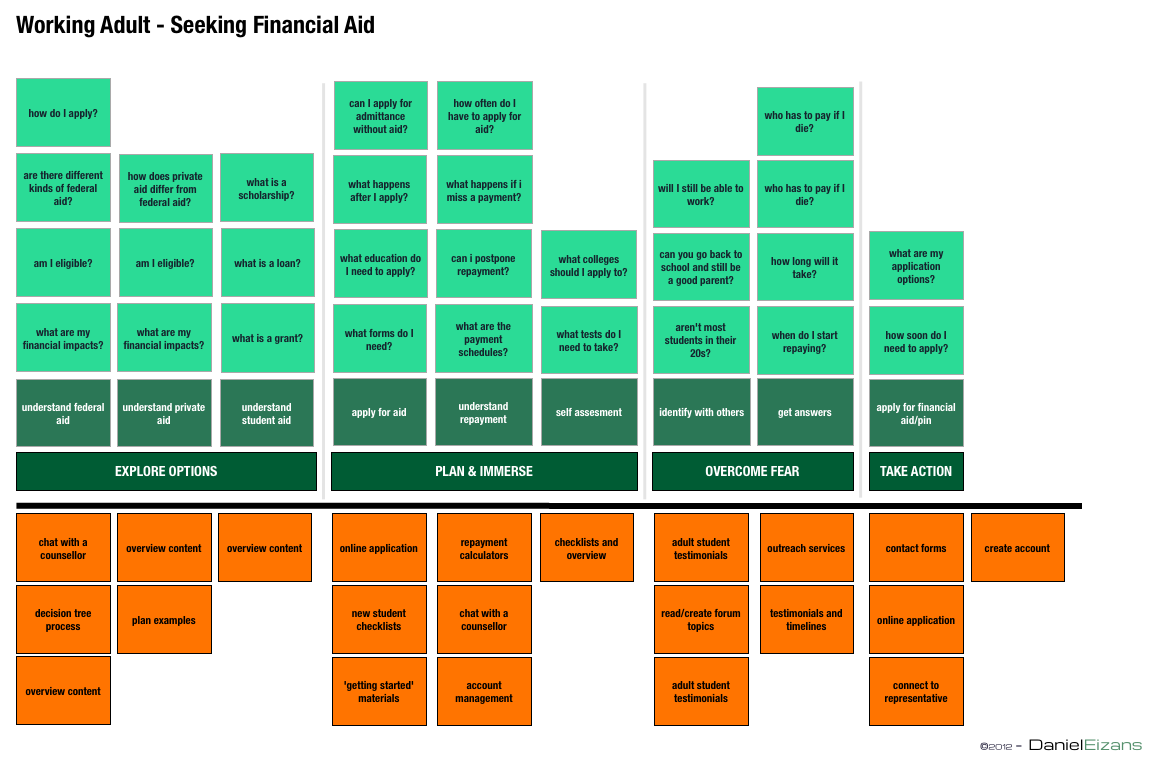 Working Adult - Seeking Financial Aid
how do I apply?
are there different
kinds of federal
aid?
am I eligible?
what are my
financial impacts?
understand federal
aid
how does private
aid differ from
federal aid?
am I eligible?
what are my
financial impacts?
understand private
aid
what is a
scholarship?
what is a loan?
what is a grant?
understand
student aid
EXPLORE OPTIONS
can I apply for
admittance
without aid?
what happens
after I apply?
what education do
I need to apply?
what forms do I
need?
apply for aid
how often do I
have to apply for
aid?
what happens if i
miss a payment?
can i postpone
repayment?
what are the
payment
schedules?
understand
repayment
what colleges
should I apply to?
what tests do I
need to take?
self assesment
PLAN & IMMERSE
will I still be able to
work?
can you go back to
school and still be
a good parent?
aren't most
students in their
20s?
identify with others
who has to pay if I
die?
who has to pay if I
die?
how long will it
take?
when do I start
repaying?
get answers
OVERCOME FEAR
what are my
application
options?
how soon do I
need to apply?
apply for financial
aid/pin
TAKE ACTION
chat with a
counsellor
decision tree
process
overview content
overview content
plan examples
overview content
online application
new student
checklists
'getting started'
materials
repayment
calculators
chat with a
counsellor
account
management
checklists and
overview
adult student
testimonials
read/create forum
topics
adult student
testimonials
outreach services
testimonials and
timelines
contact forms
online application
connect to
representative
create account
©2012 - DanielEizans